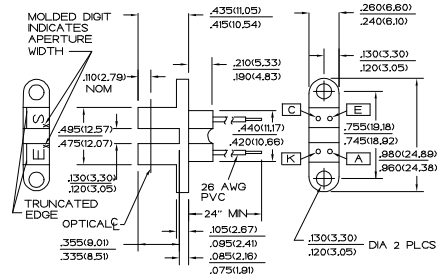 MOLDED DIGIT
INDICATES
APERTURE
WIDTH
.435(11,05)
.415(10,54)
.260(6,60)
.240(6,10)
.110(2,79)
NOM
.210(5,33)
.190(4,83)
.130(3,30)
.120(3,05)
S
E
C
E
K
A
.495(12,57)
.475(12,07)
.440(11,17)
.420(10,66)
.755(19,18)
.745(18,92)
.980(24,89)
.960(24,38)
.130(3,30)
.120(3,05)
26 AWG
PVC
TRUNCATED
EDGE
OPTICAL
24" MIN
.355(9,01)
.335(8,51)
.105(2,67)
.095(2,41)
.085(2,16)
.075(1,91)
.130(3,30)
.120(3,05)
DIA 2 PLCS